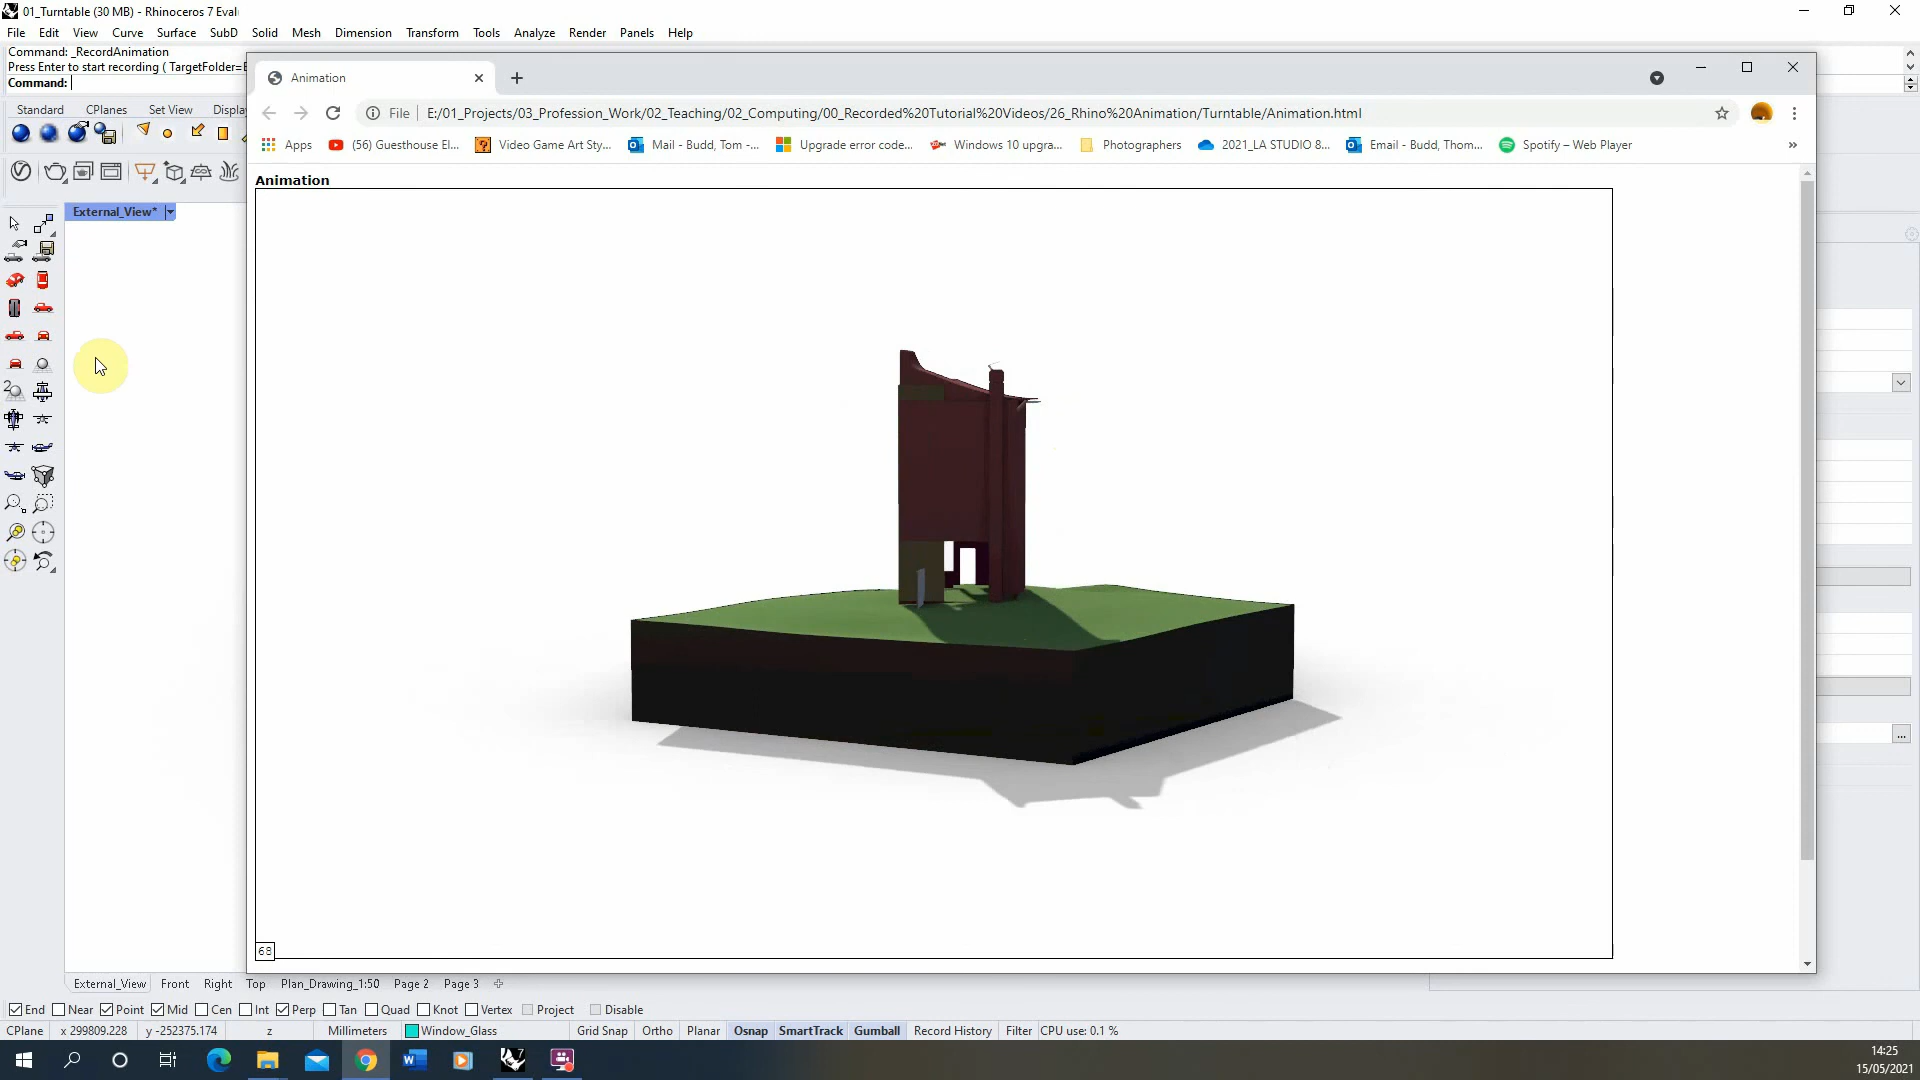 01_Turntable (30 MB) - Rhinoceros 7 Eval
File Edit View Curve Surface SubD Solid Mesh Dimension Transform Tools Analyze Render Panels Help
Command: _RecordAnimation
Press Enter to start recording ( TargetFolder=E
Command:
Animation
Standard CPlanes Set View Display
File E:/01_Projects/03_Profession_Work/02_Teaching/02_Computing/00_Recorded%20Tutorial%20Videos/26_Rhino%20Animation/Turntable/Animation.html
Apps (56) Guesthouse El... Video Game Art Sty... Mail - Budd, Tom -... Upgrade error code... Windows 10 upgra... Photographers 2021_LA STUDIO 8... Email - Budd, Thom... Spotify – Web Player »
Animation
External_View*
2
68
External_View Front Right Top Plan_Drawing_1:50 Page 2 Page 3
End Near Point Mid Cen Int Perp Tan Quad Knot Vertex Project Disable
CPlane x 299809.228 y -252375.174 z Millimeters Window_Glass Grid Snap Ortho Planar Osnap SmartTrack Gumball Record History Filter CPU use: 0.1 %
14:25
15/05/2021